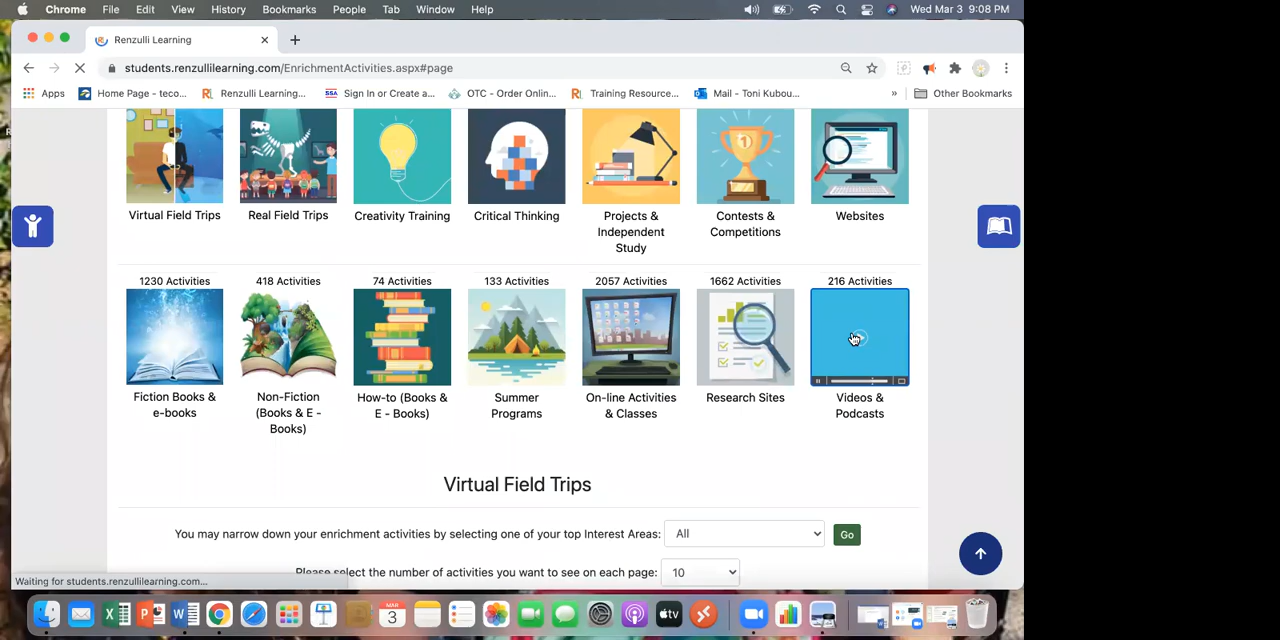 Chrome File Edit View History Bookmarks People Tab Window Help Wed Mar 3 9:08 PM
Renzulli Learning
students.renzullilearning.com/EnrichmentActivities.aspx#page
Apps Home Page - teco... Renzulli Learning... Sign In or Create a... OTC - Order Onlin... Training Resource... Mail - Toni Kubou... » Other Bookmarks
Virtual Field Trips Real Field Trips Creativity Training Critical Thinking Projects & Independent Study Contests & Competitions Websites
1230 Activities 418 Activities 74 Activities 133 Activities 2057 Activities 1662 Activities 216 Activities
Fiction Books & e-books Non-Fiction (Books & E - Books) How-to (Books & E - Books) Summer Programs On-line Activities & Classes Research Sites Videos & Podcasts
Virtual Field Trips
You may narrow down your enrichment activities by selecting one of your top Interest Areas: All Go
Please select the number of activities you want to see on each page: 10
Waiting for students.renzullilearning.com...
MAR
3
tv